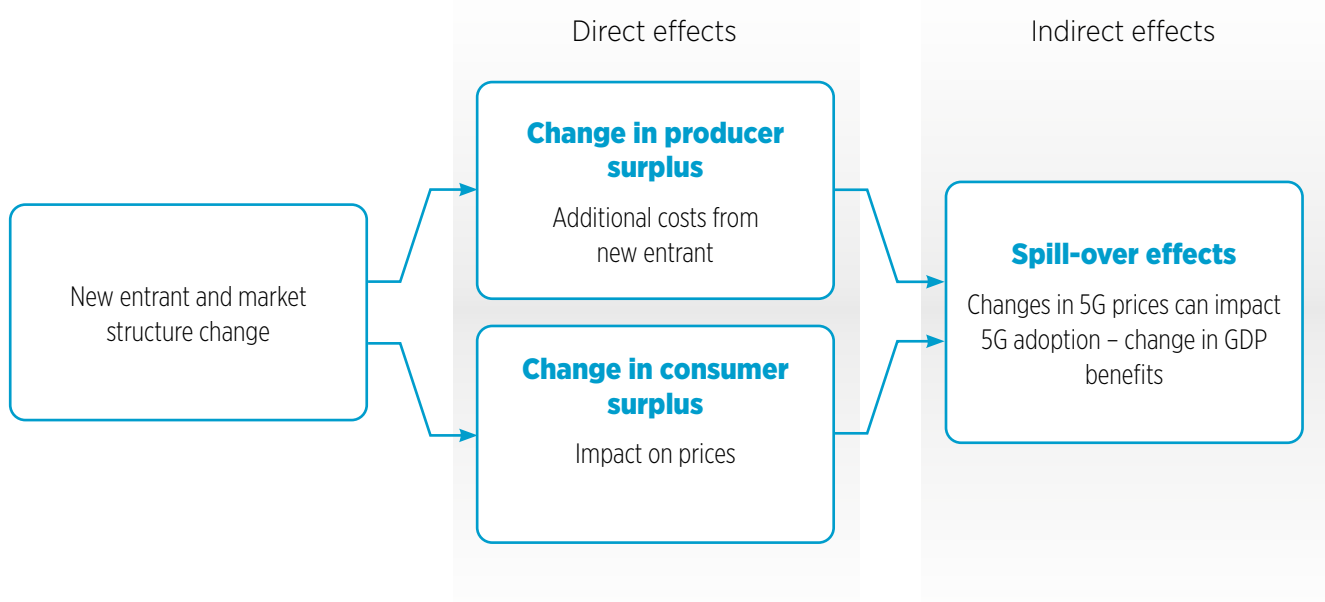 Direct effects
Indirect effects
New entrant and market
structure change
Change in producer
surplus
Additional costs from
new entrant
Change in consumer
surplus
Impact on prices
Spill-over effects
Changes in 5G prices can impact
5G adoption – change in GDP
benefits